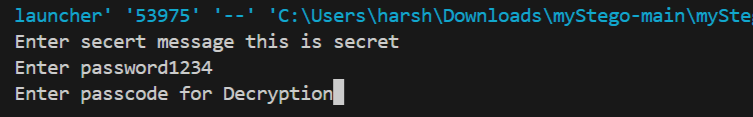 launcher' '53975' '--' 'C:\Users\harsh\Downloads\myStego-main\mySteg
Enter secert message this is secret
Enter password1234
Enter passcode for Decryption